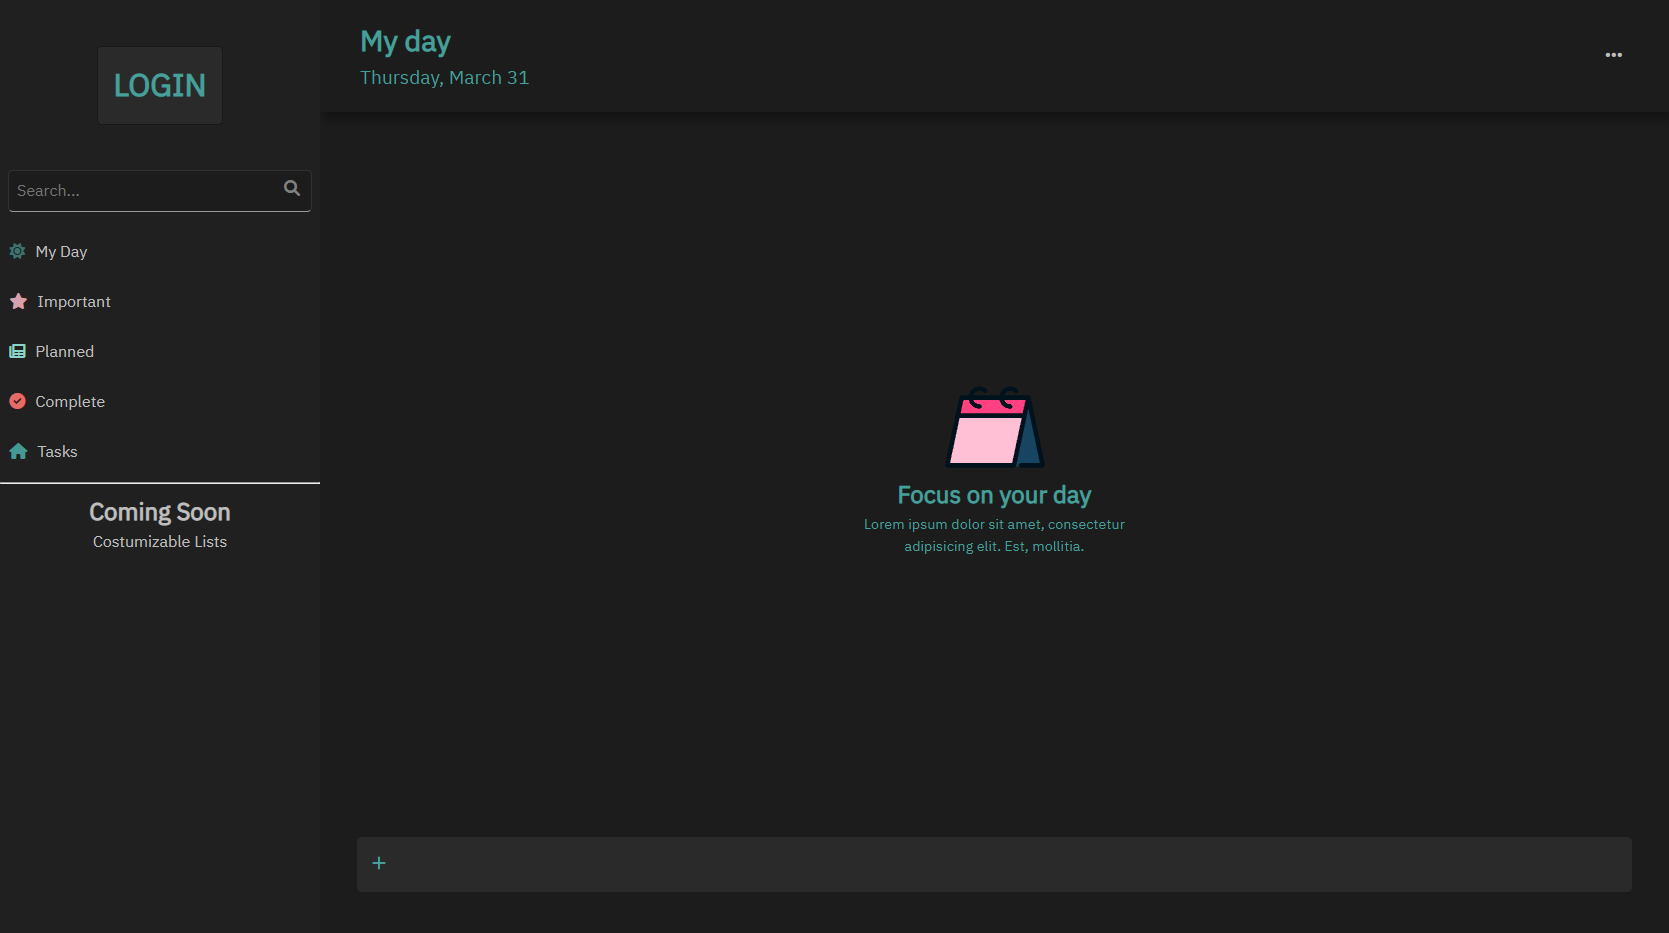 LOGIN
Search...
My Day
Important
Planned
Complete
Tasks
Coming Soon
Costumizable Lists
My day
Thursday, March 31
Focus on your day
Lorem ipsum dolor sit amet, consectetur
adipisicing elit. Est, mollitia.